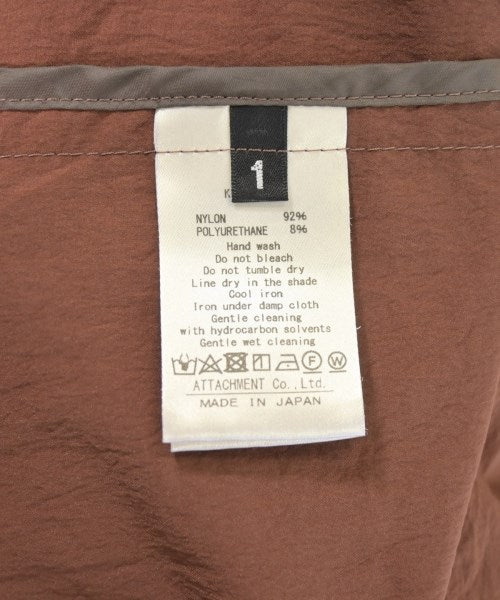 1
K
NYLON 92%
POLYURETHANE 8%
Hand wash
Do not bleach
Do not tumble dry
Line dry in the shade
Cool iron
Iron under damp cloth
Gentle cleaning
with hydrocarbon solvents
Gentle wet cleaning
F W
ATTACHMENT Co., Ltd.
MADE IN JAPAN